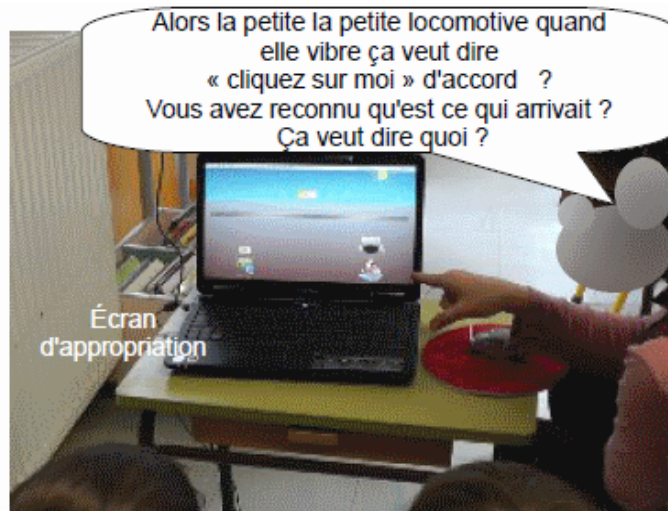 Alors la petite la petite locomotive quand
elle vibre ça veut dire
« cliquez sur moi » d'accord ?
Vous avez reconnu qu'est ce qui arrivait ?
Ça veut dire quoi ?
Écran
d'appropriation